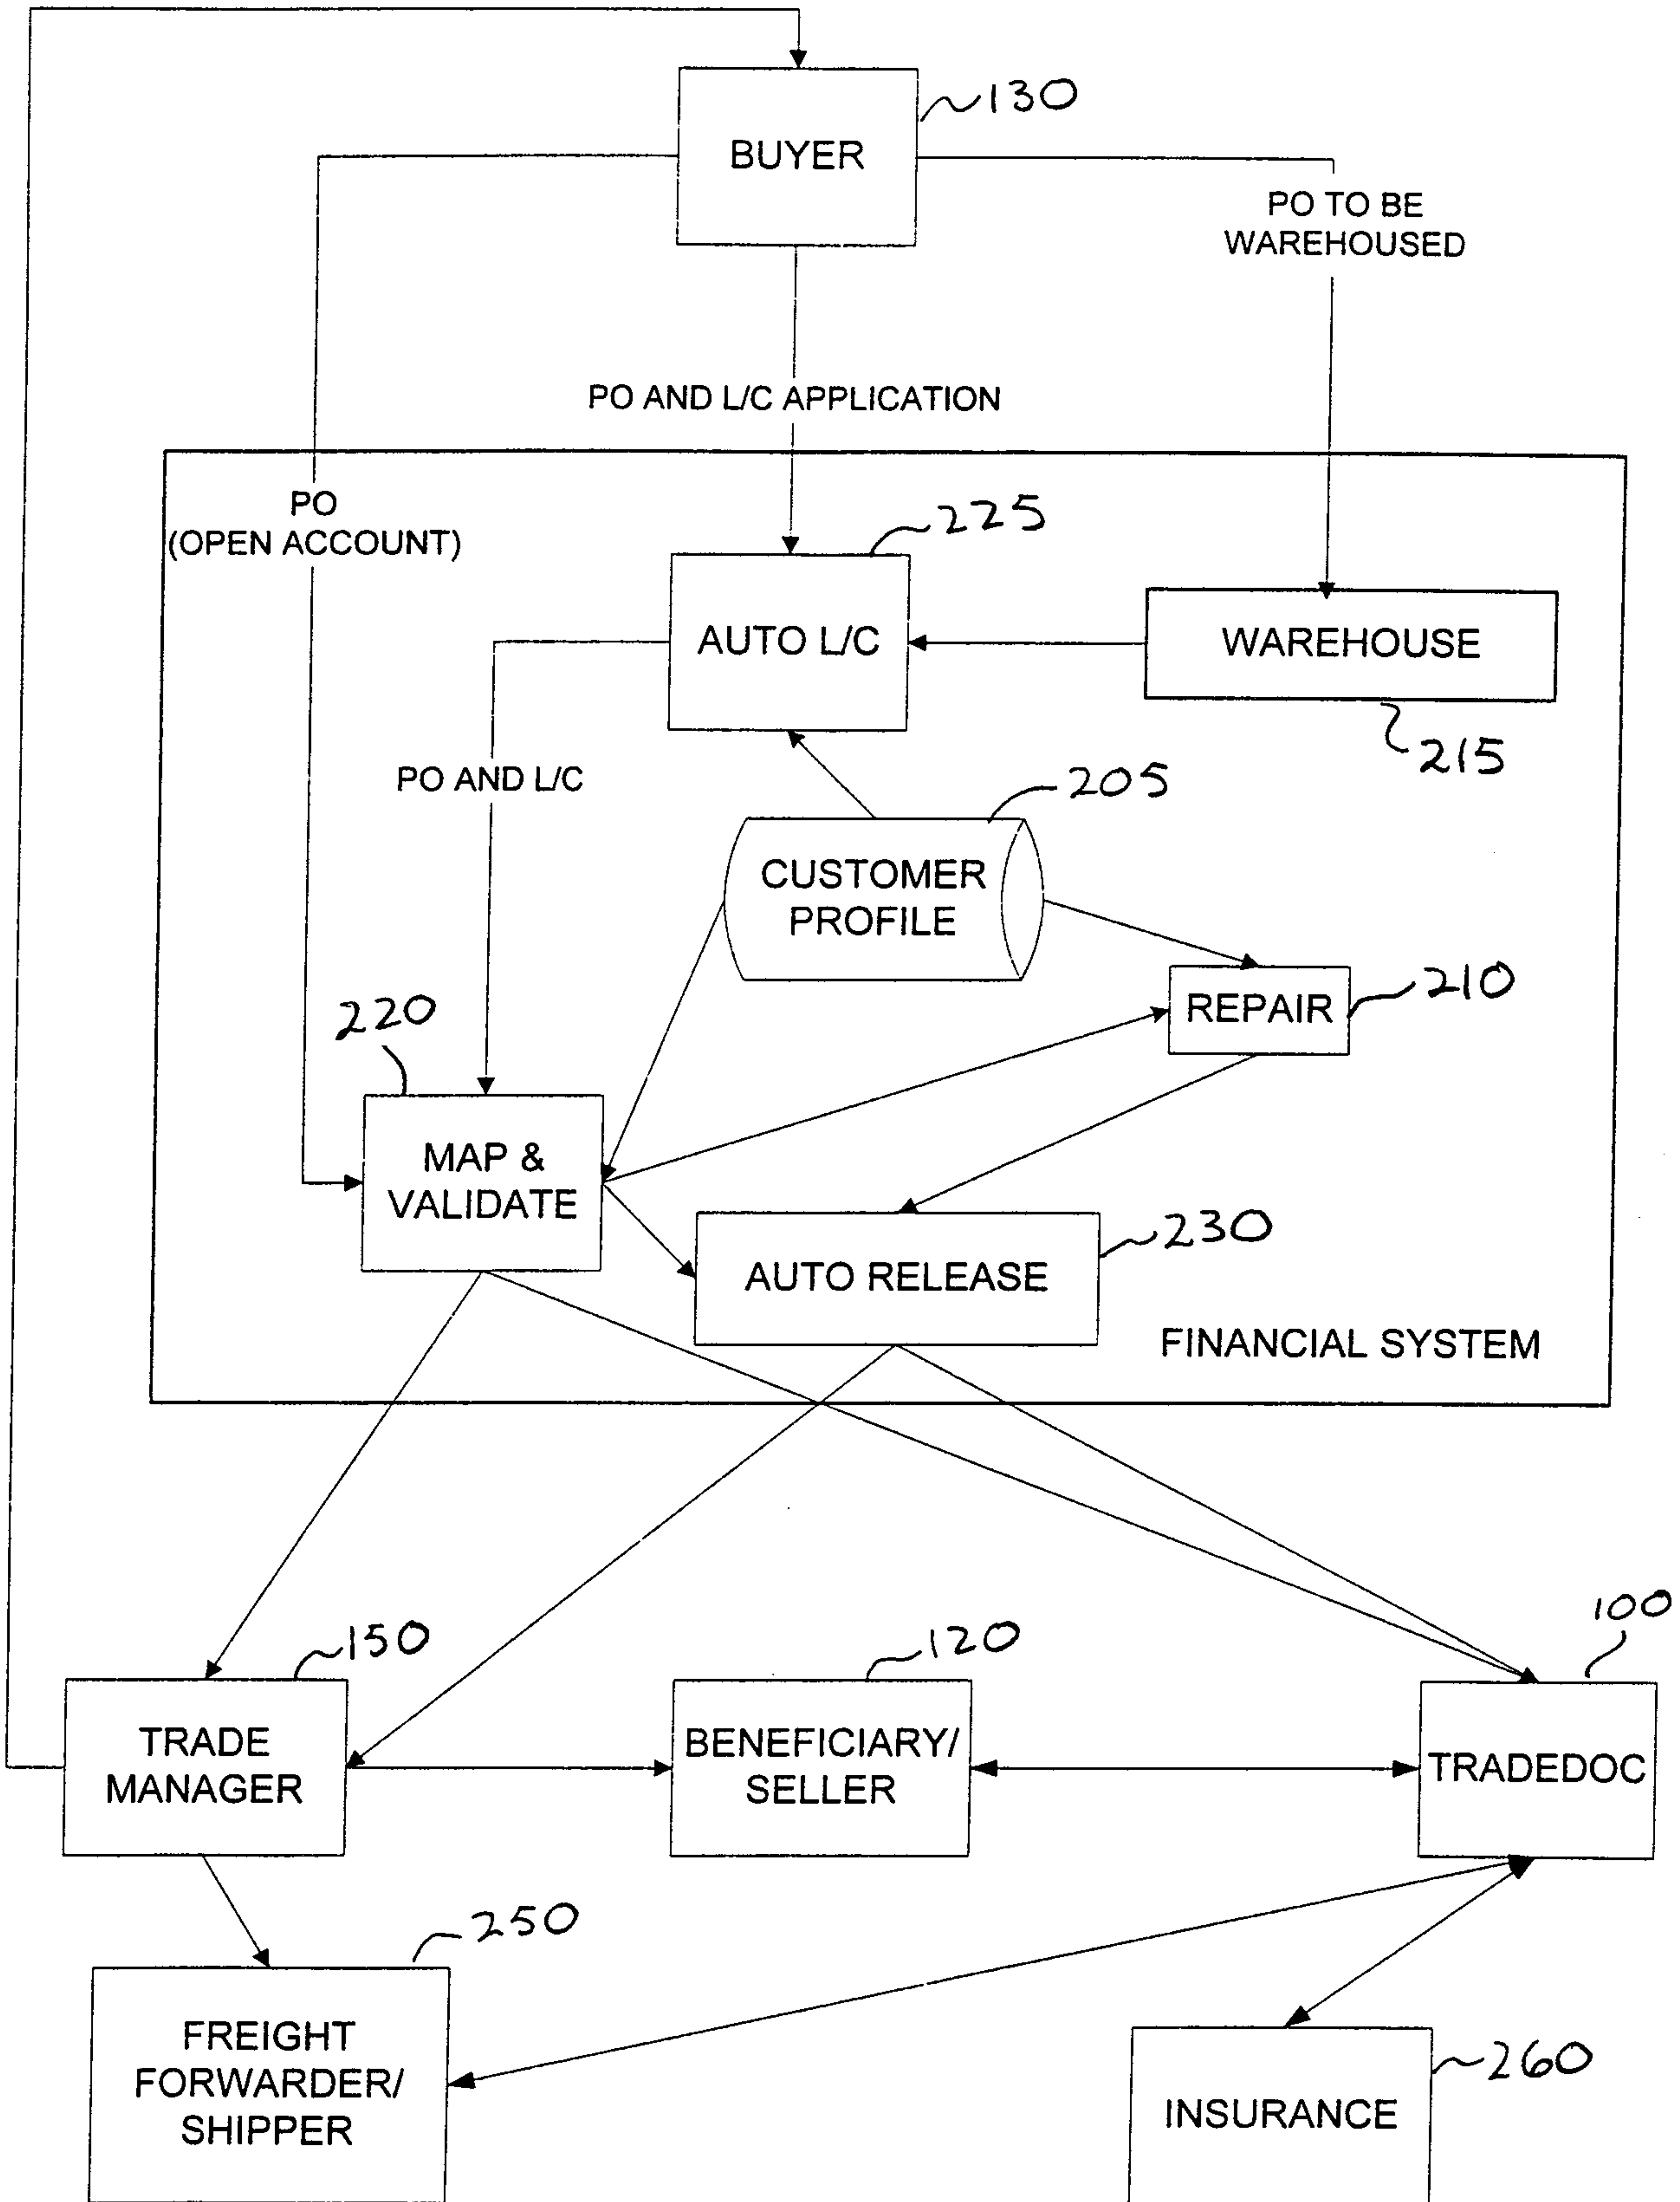 130
BUYER
PO TO BE
WAREHOUSED
PO AND L/C APPLICATION
PO
(OPEN ACCOUNT)
225
AUTO L/C
WAREHOUSE
215
PO AND L/C
205
CUSTOMER
PROFILE
210
REPAIR
220
MAP &
VALIDATE
230
AUTO RELEASE
FINANCIAL SYSTEM
150
120
100
TRADE
MANAGER
BENEFICIARY/
SELLER
TRADEDOC
250
FREIGHT
FORWARDER/
SHIPPER
260
INSURANCE